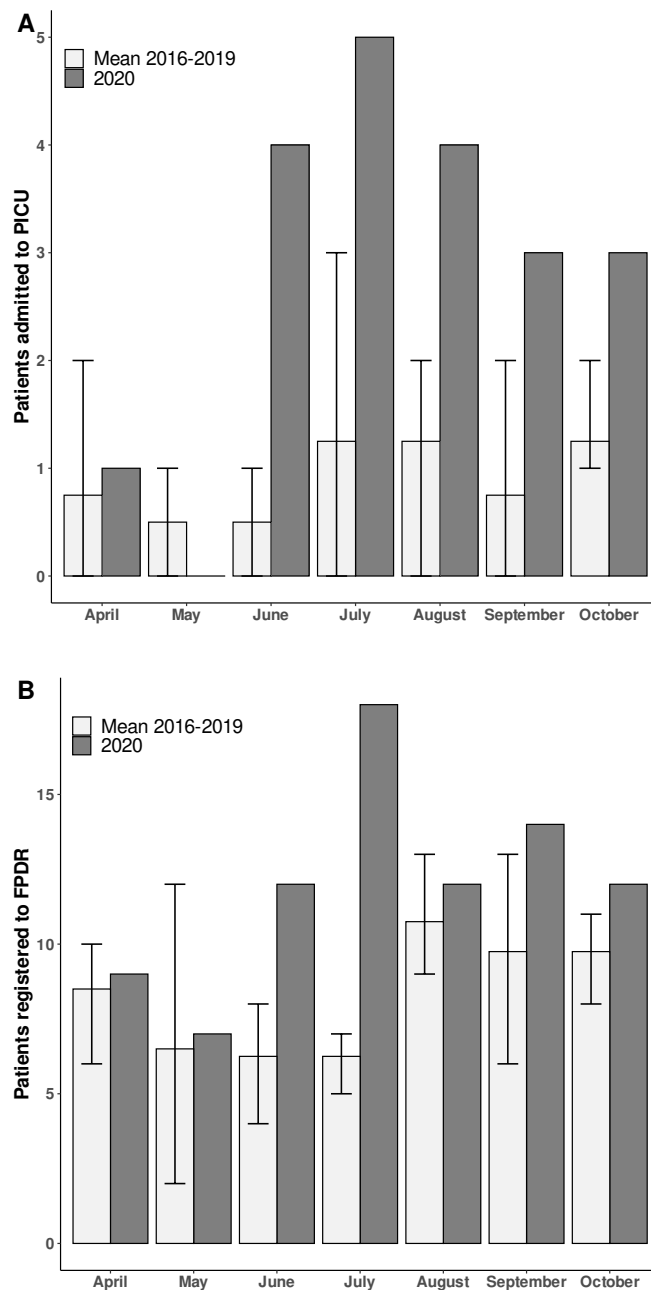 A
Patients admitted to PICU
5
4
3
2
1
0
Mean 2016-2019
2020
April May June July August September October
B
Patients registered to FPDR
15
10
5
0
Mean 2016-2019
2020
April May June July August September October